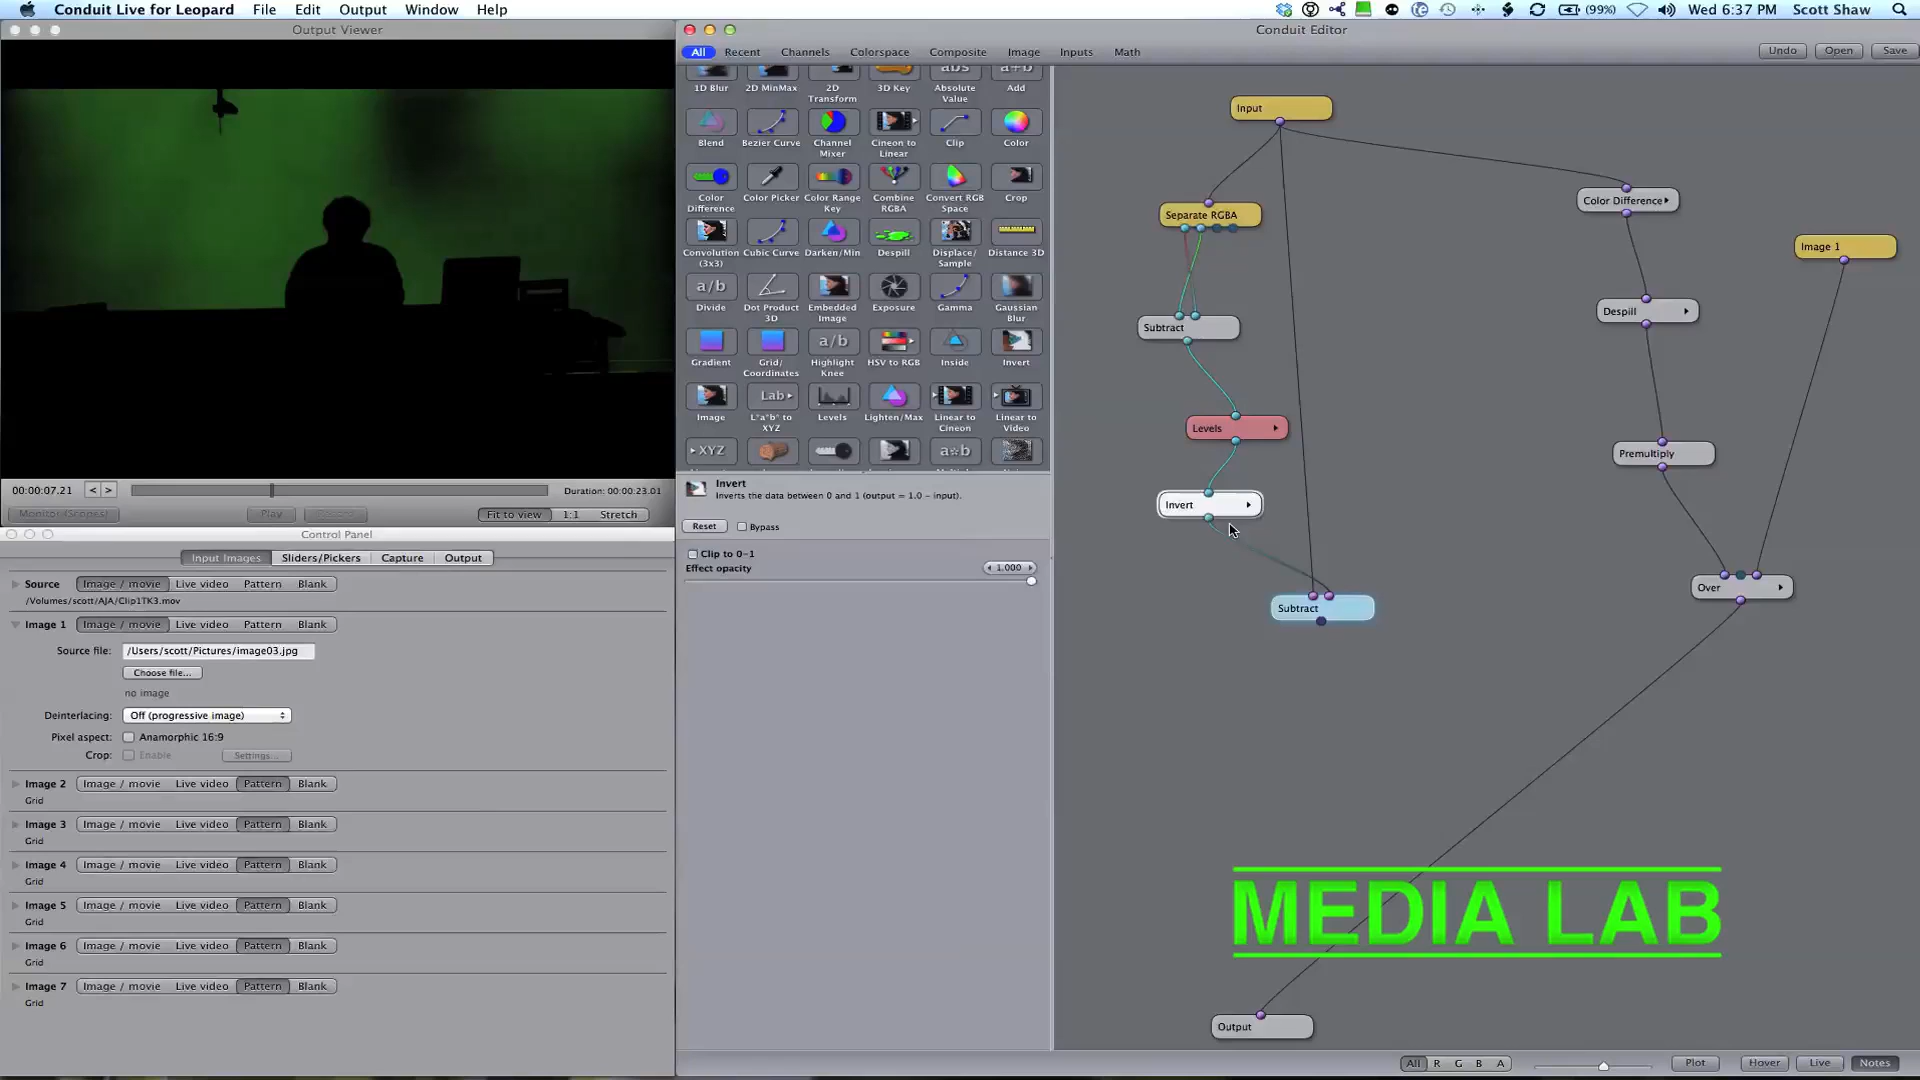 Conduit Live for Leopard File Edit Output Window Help
(99%) Wed 6:37 PM Scott Shaw
Output Viewer
00:00:07.21 < > Duration: 00:00:23.01
Monitor (Scopes) Play Fit to view 1:1 Stretch
Control Panel
Input Images Sliders/Pickers Capture Output
Source Image / movie Live video Pattern Blank
/Volumes/scott/AJA/Clip1TK3.mov
Image 1 Image / movie Live video Pattern Blank
Source file: /Users/scott/Pictures/image03.jpg
Choose file...
no image
Deinterlacing: Off (progressive image)
Pixel aspect: Anamorphic 16:9
Crop: Enable Settings...
Image 2 Image / movie Live video Pattern Blank
Grid
Image 3 Image / movie Live video Pattern Blank
Grid
Image 4 Image / movie Live video Pattern Blank
Grid
Image 5 Image / movie Live video Pattern Blank
Grid
Image 6 Image / movie Live video Pattern Blank
Grid
Image 7 Image / movie Live video Pattern Blank
Grid
Conduit Editor
All Recent Channels Colorspace Composite Image Inputs Math
Undo Open Save
abs a+b
1D Blur 2D MinMax 2D Transform 3D Key Absolute Value Add
Blend Bezier Curve Channel Mixer Cineon to Linear Clip Color
Color Difference Color Picker Color Range Key Combine RGBA Convert RGB Space Crop
Convolution (3x3) Cubic Curve Darken/Min Despill Displace/Sample Distance 3D
a/b
Divide Dot Product 3D Embedded Image Exposure Gamma Gaussian Blur
a/b
Gradient Grid/Coordinates Highlight Knee HSV to RGB Inside Invert
Lab
Image L*a*b* to XYZ Levels Lighten/Max Linear to Cineon Linear to Video
XYZ a*b
Invert
Inverts the data between 0 and 1 (output = 1.0 - input).
Reset Bypass
Clip to 0-1
Effect opacity 1.000
Input
Separate RGBA
Subtract
Levels
Invert
Subtract
Color Difference
Image 1
Despill
Premultiply
Over
MEDIA LAB
Output
All R G B A Plot Hover Live Notes